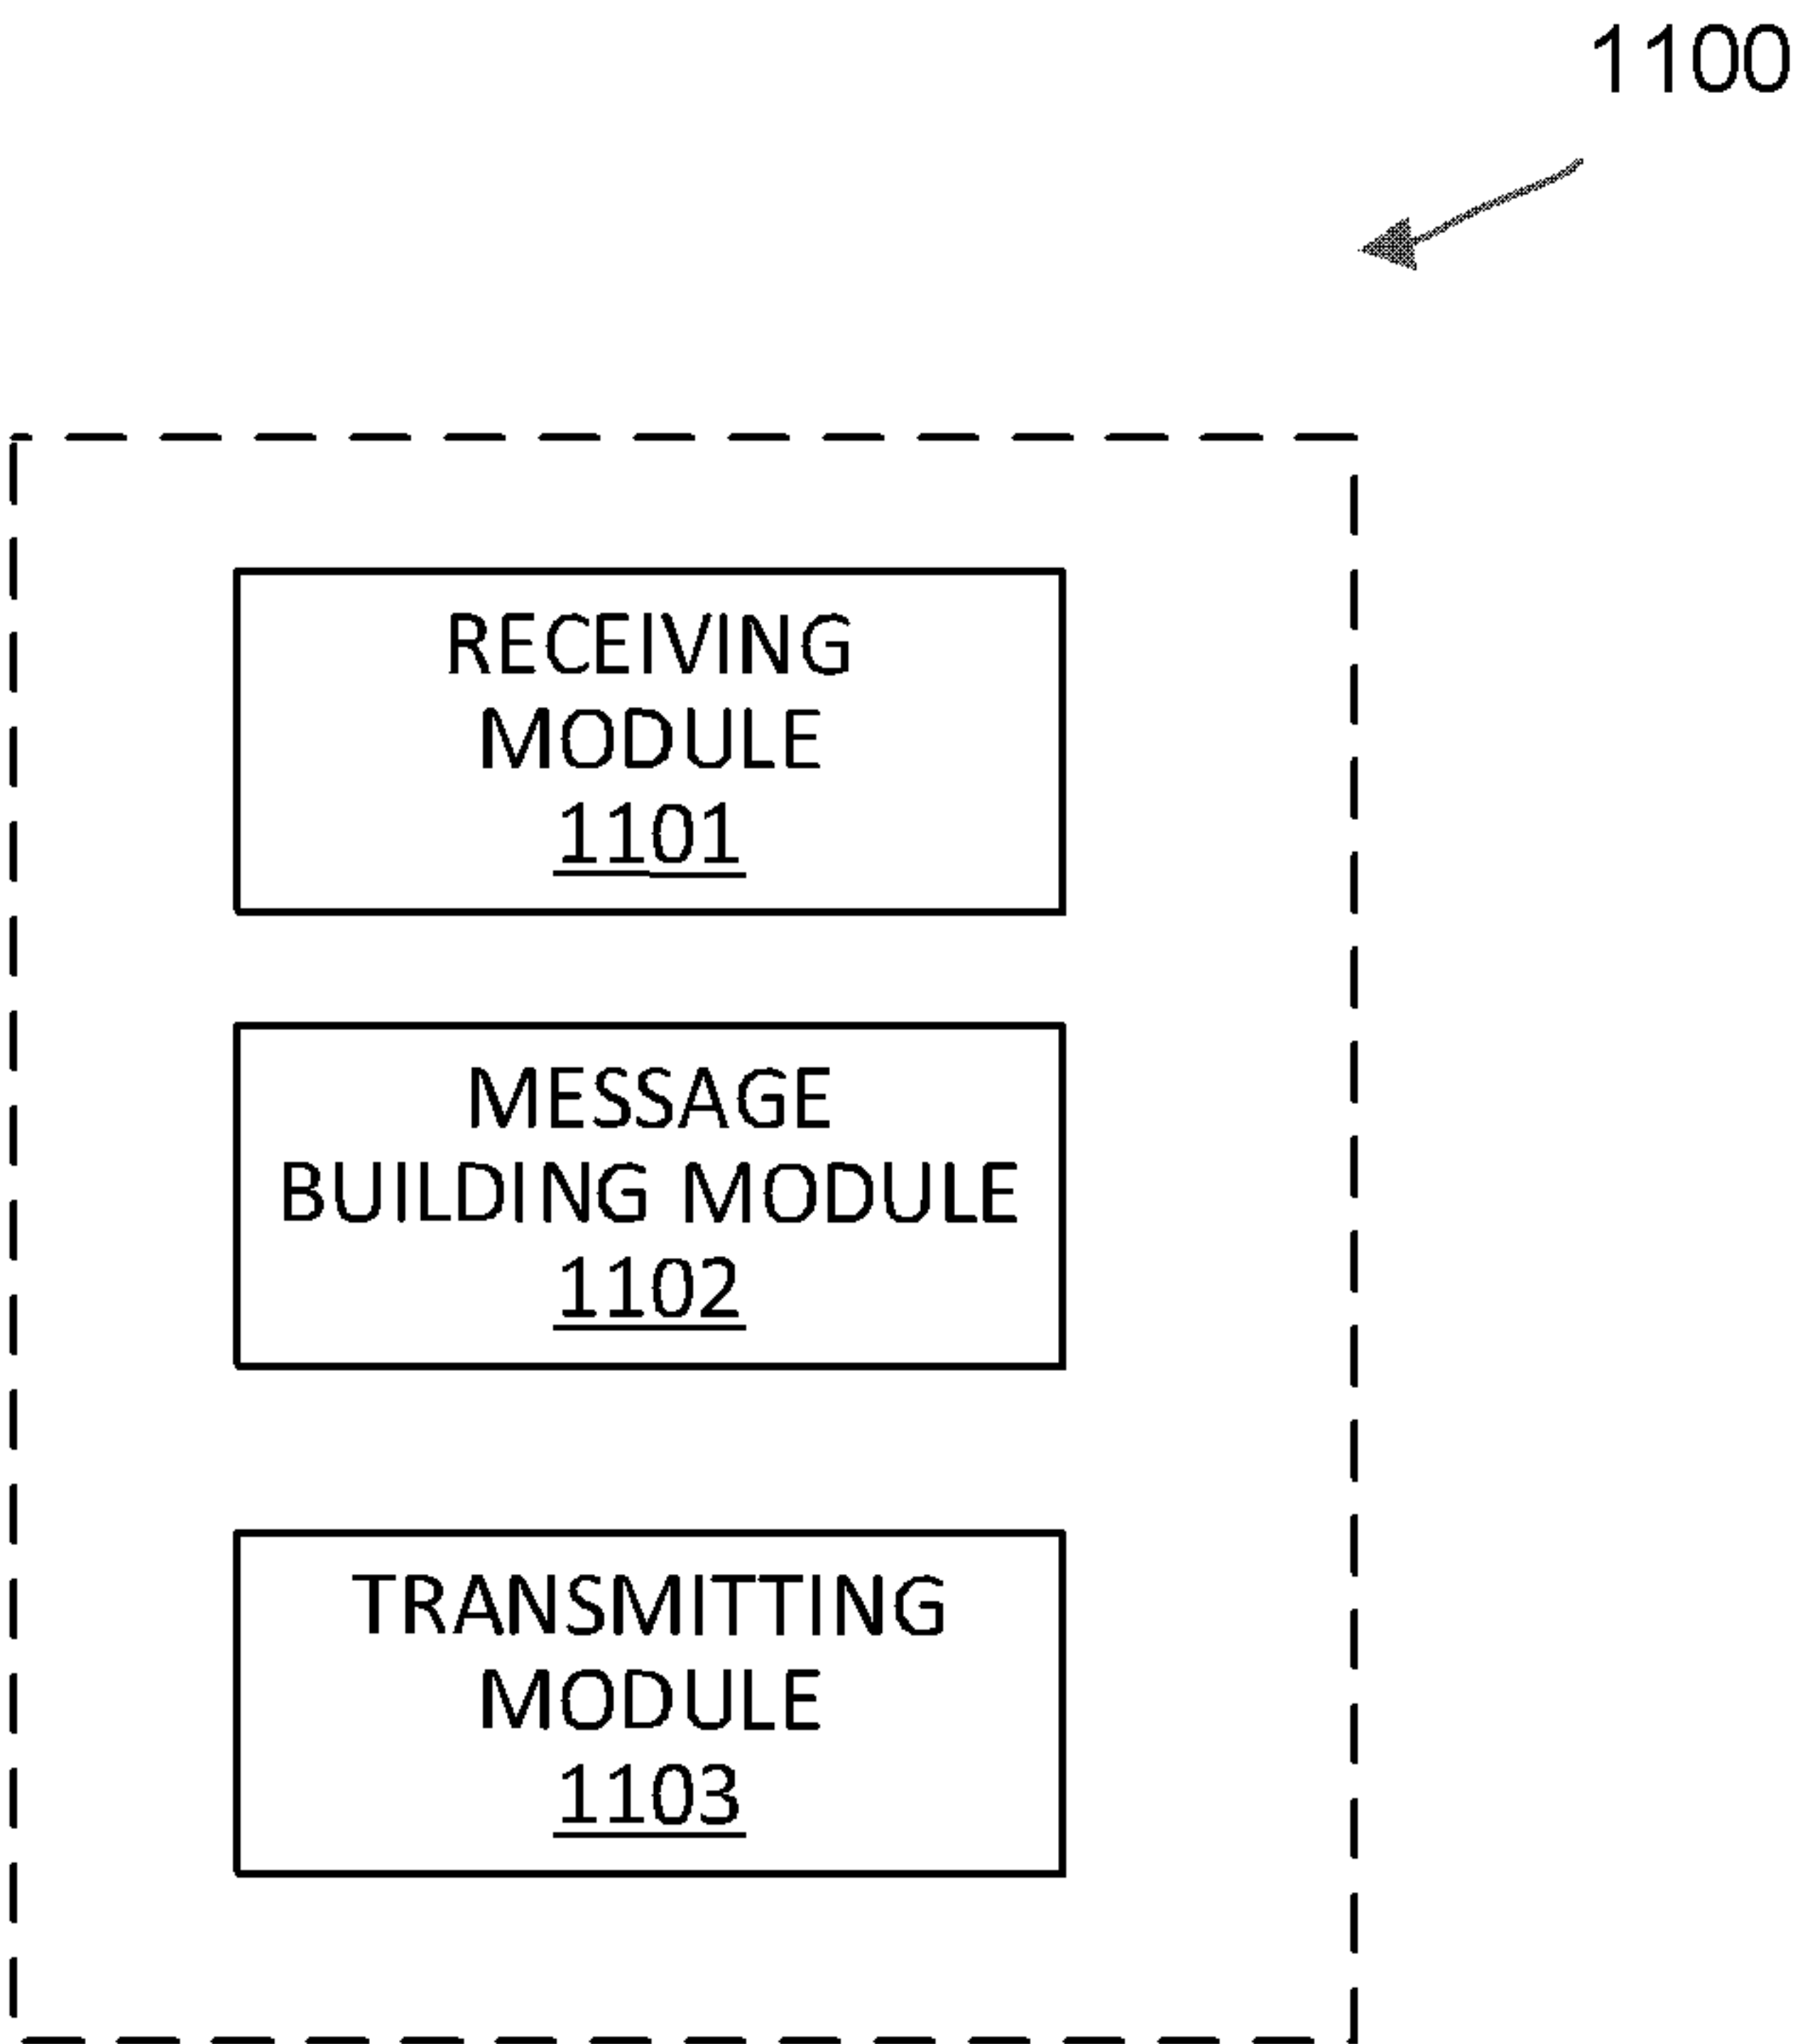 1100
RECEIVING
MODULE
1101
MESSAGE
BUILDING MODULE
1102
TRANSMITTING
MODULE
1103